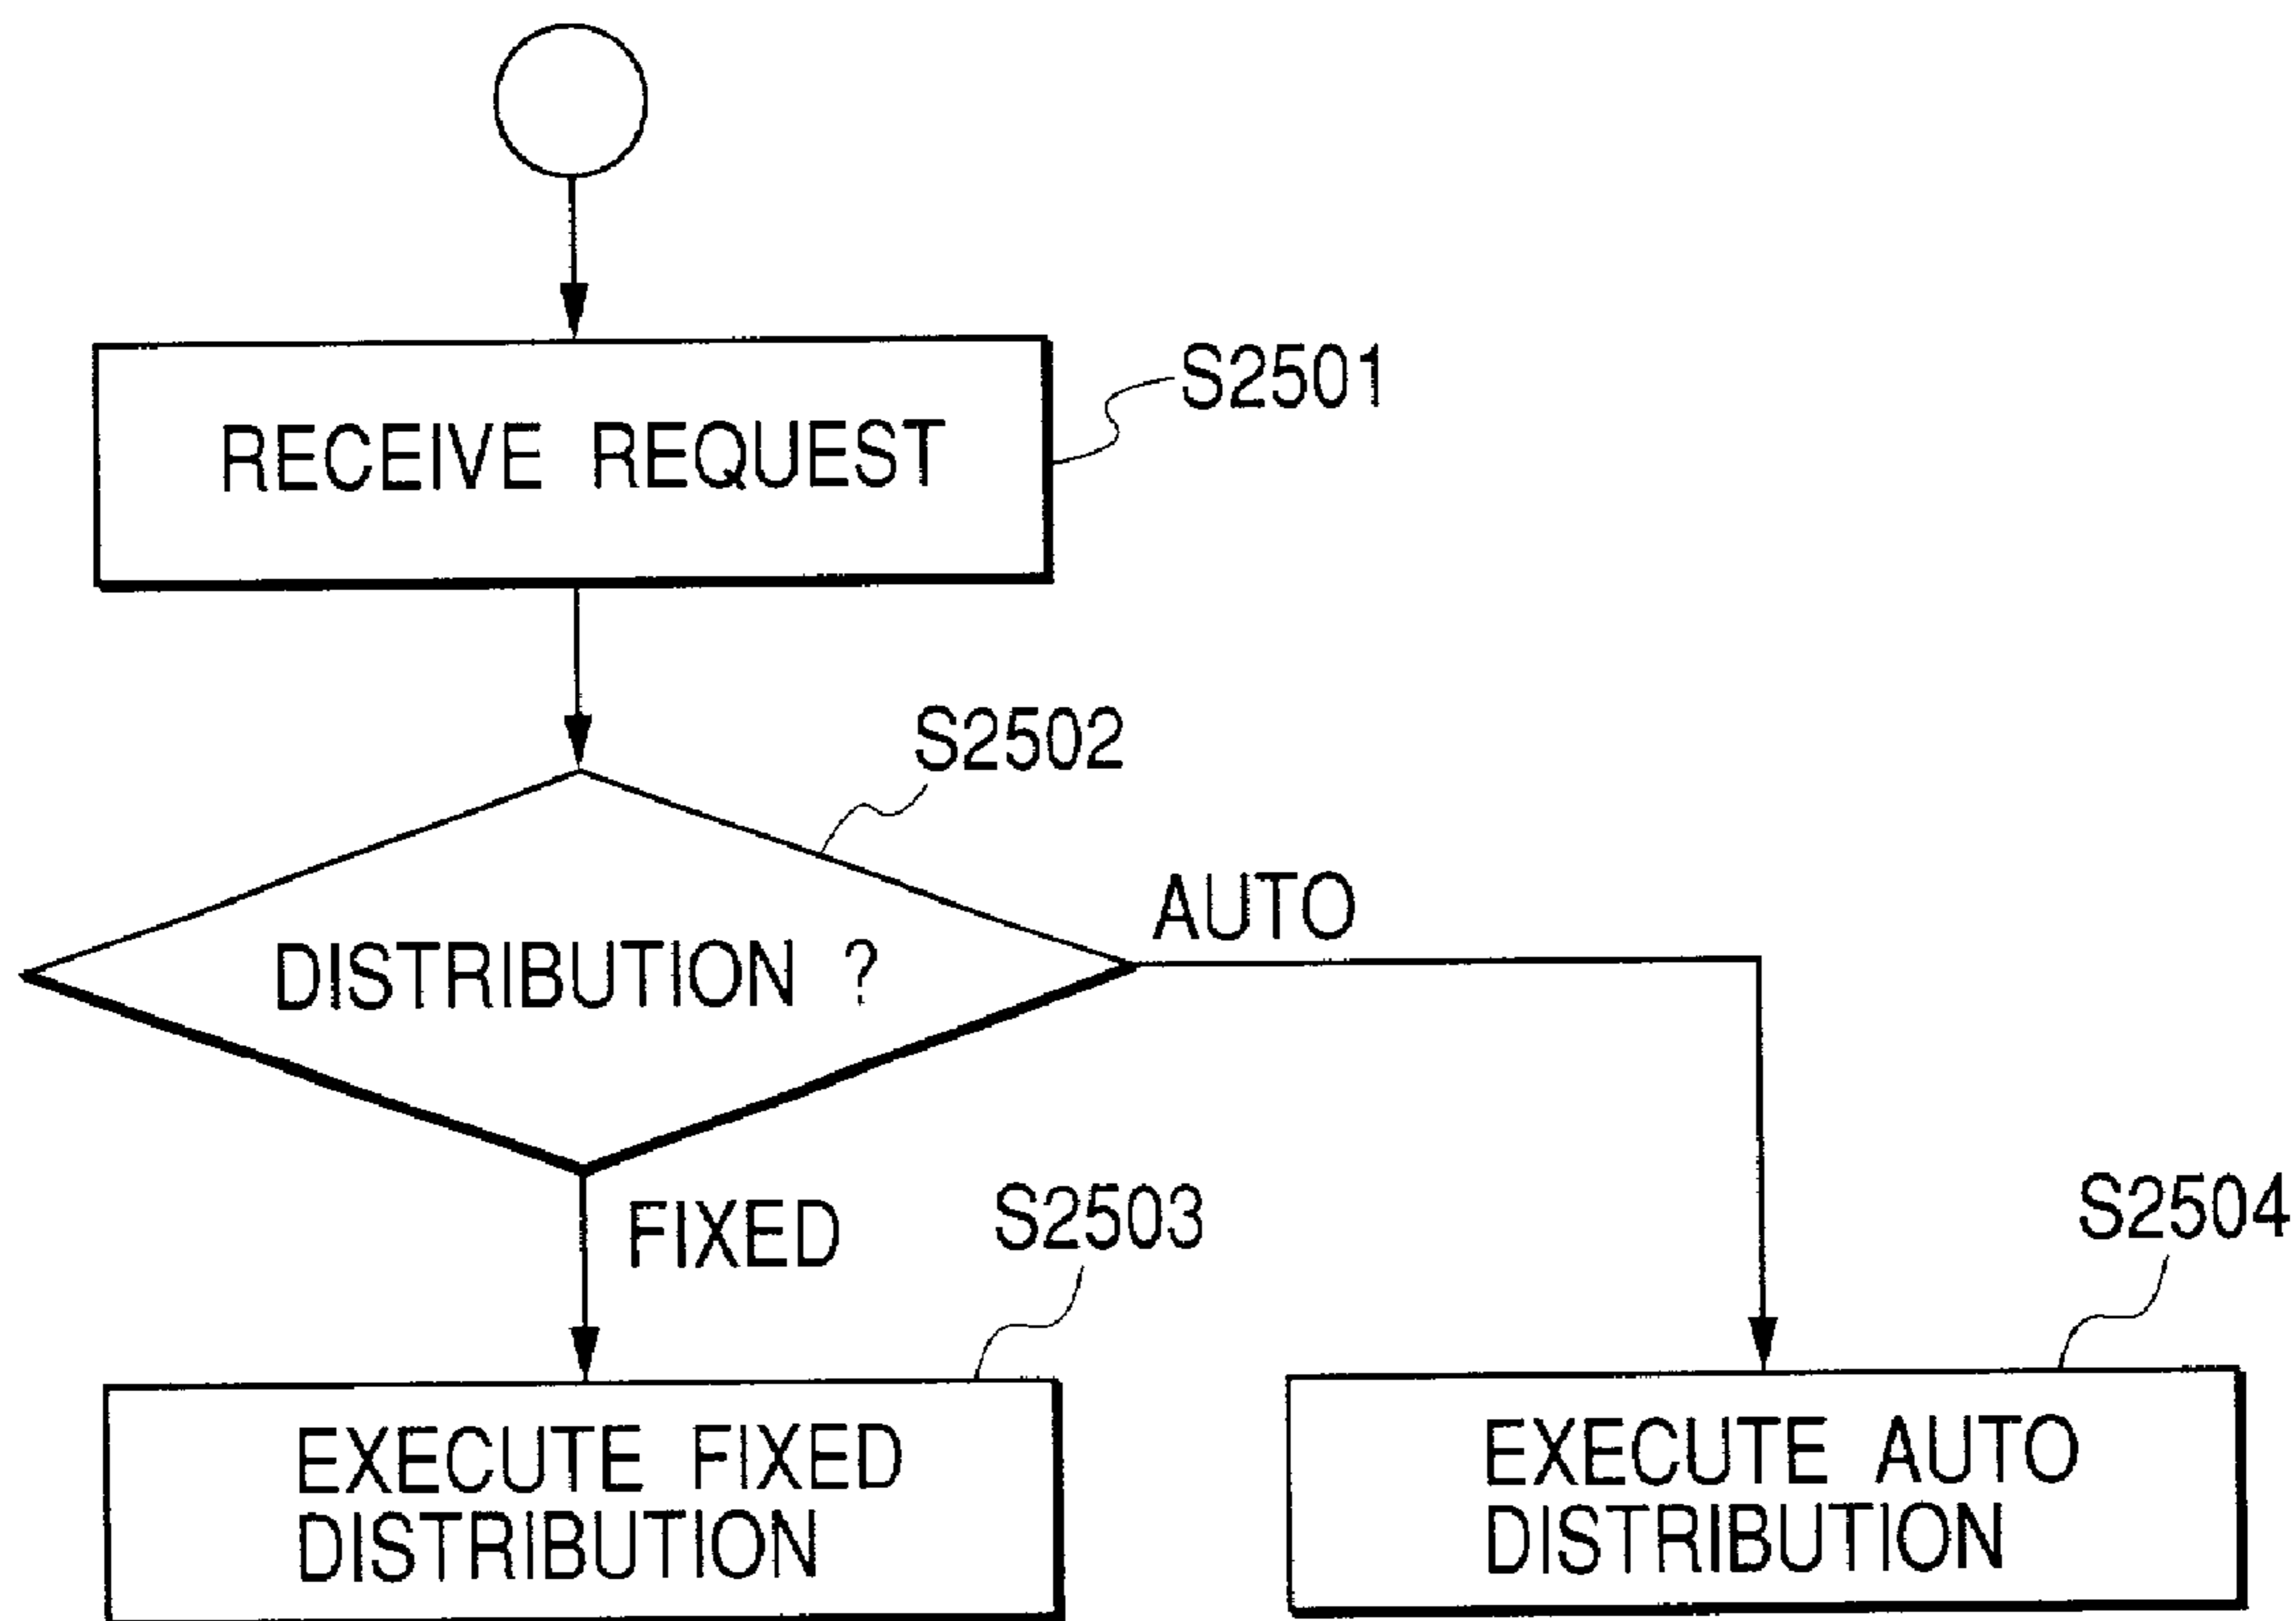 RECEIVE REQUEST
S2501
S2502
DISTRIBUTION ?
AUTO
FIXED
S2503
S2504
EXECUTE FIXED
DISTRIBUTION
EXECUTE AUTO
DISTRIBUTION